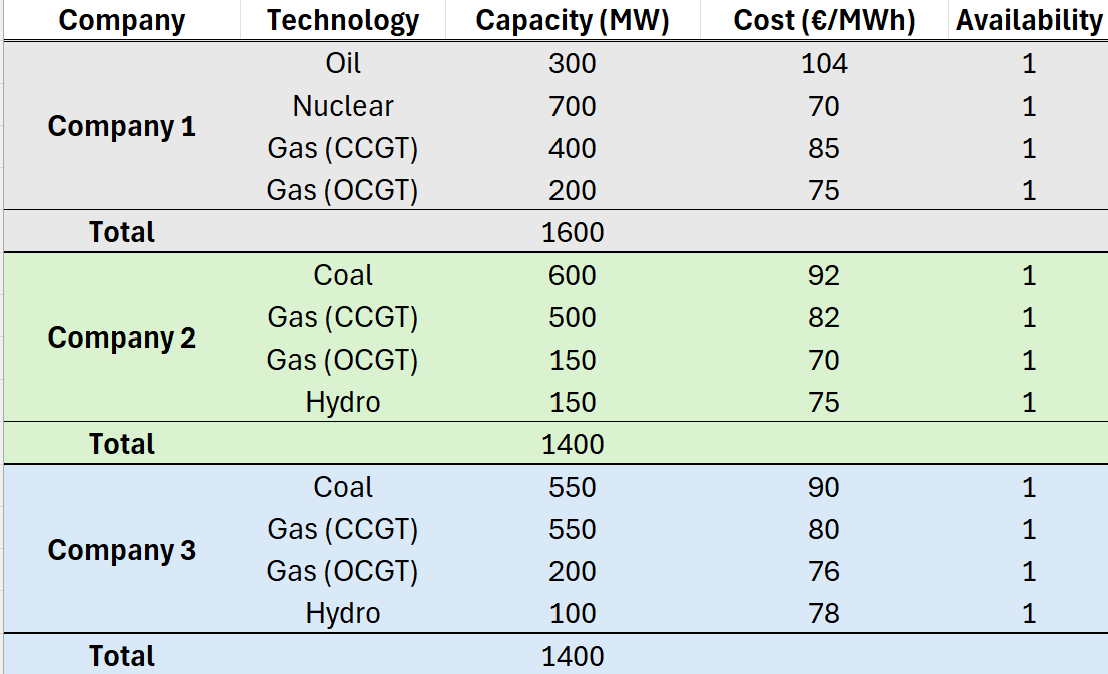 Company Technology Capacity (MW) Cost (€/MWh) Availability
Company 1
Oil 300 104 1
Nuclear 700 70 1
Gas (CCGT) 400 85 1
Gas (OCGT) 200 75 1
Total 1600
Company 2
Coal 600 92 1
Gas (CCGT) 500 82 1
Gas (OCGT) 150 70 1
Hydro 150 75 1
Total 1400
Company 3
Coal 550 90 1
Gas (CCGT) 550 80 1
Gas (OCGT) 200 76 1
Hydro 100 78 1
Total 1400